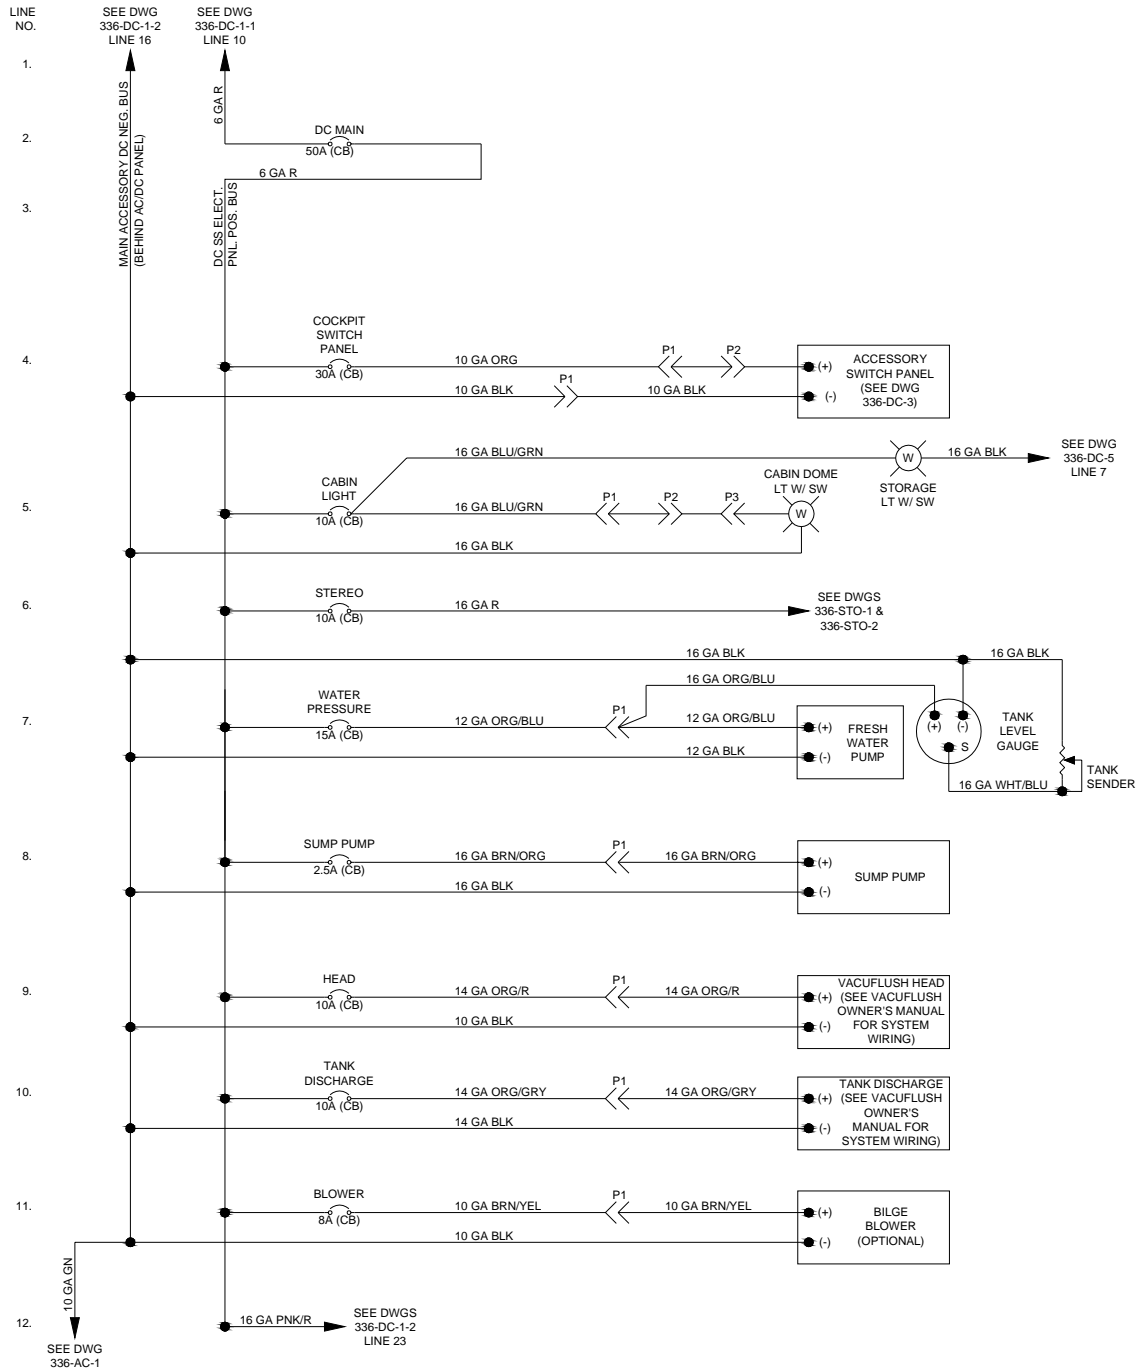 LINE
NO.
SEE DWG
336-DC-1-2
LINE 16
SEE DWG
336-DC-1-1
LINE 10
1.
MAIN ACCESSORY DC NEG. BUS
(BEHIND AC/DC PANEL)
6 GA R
2.
DC MAIN
50A (CB)
6 GA R
3.
DC SS ELECT.
PNL. POS. BUS
4.
COCKPIT
SWITCH
PANEL
30A (CB)
10 GA ORG
P1
P2
(+)
ACCESSORY
SWITCH PANEL
(SEE DWG
336-DC-3)
10 GA BLK
P1
10 GA BLK
(-)
16 GA BLU/GRN
W
STORAGE
LT W/ SW
16 GA BLK
SEE DWG
336-DC-5
LINE 7
5.
CABIN
LIGHT
10A (CB)
16 GA BLU/GRN
P1
P2
P3
CABIN DOME
LT W/ SW
W
16 GA BLK
6.
STEREO
10A (CB)
16 GA R
SEE DWGS
336-STO-1 &
336-STO-2
16 GA BLK
16 GA BLK
16 GA ORG/BLU
7.
WATER
PRESSURE
15A (CB)
12 GA ORG/BLU
P1
12 GA ORG/BLU
(+)
FRESH
WATER
PUMP
12 GA BLK
(-)
(+)
(-)
S
TANK
LEVEL
GAUGE
16 GA WHT/BLU
TANK
SENDER
8.
SUMP PUMP
2.5A (CB)
16 GA BRN/ORG
P1
16 GA BRN/ORG
(+)
SUMP PUMP
16 GA BLK
(-)
9.
HEAD
10A (CB)
14 GA ORG/R
P1
14 GA ORG/R
(+)
VACUFLUSH HEAD
(SEE VACUFLUSH
OWNER'S MANUAL
FOR SYSTEM
WIRING)
10 GA BLK
(-)
10.
TANK
DISCHARGE
10A (CB)
14 GA ORG/GRY
P1
14 GA ORG/GRY
(+)
TANK DISCHARGE
(SEE VACUFLUSH
OWNER'S
MANUAL FOR
SYSTEM WIRING)
14 GA BLK
(-)
11.
BLOWER
8A (CB)
10 GA BRN/YEL
P1
10 GA BRN/YEL
(+)
BILGE
BLOWER
(OPTIONAL)
10 GA BLK
(-)
10 GA GN
12.
16 GA PNK/R
SEE DWGS
336-DC-1-2
LINE 23
SEE DWG
336-AC-1